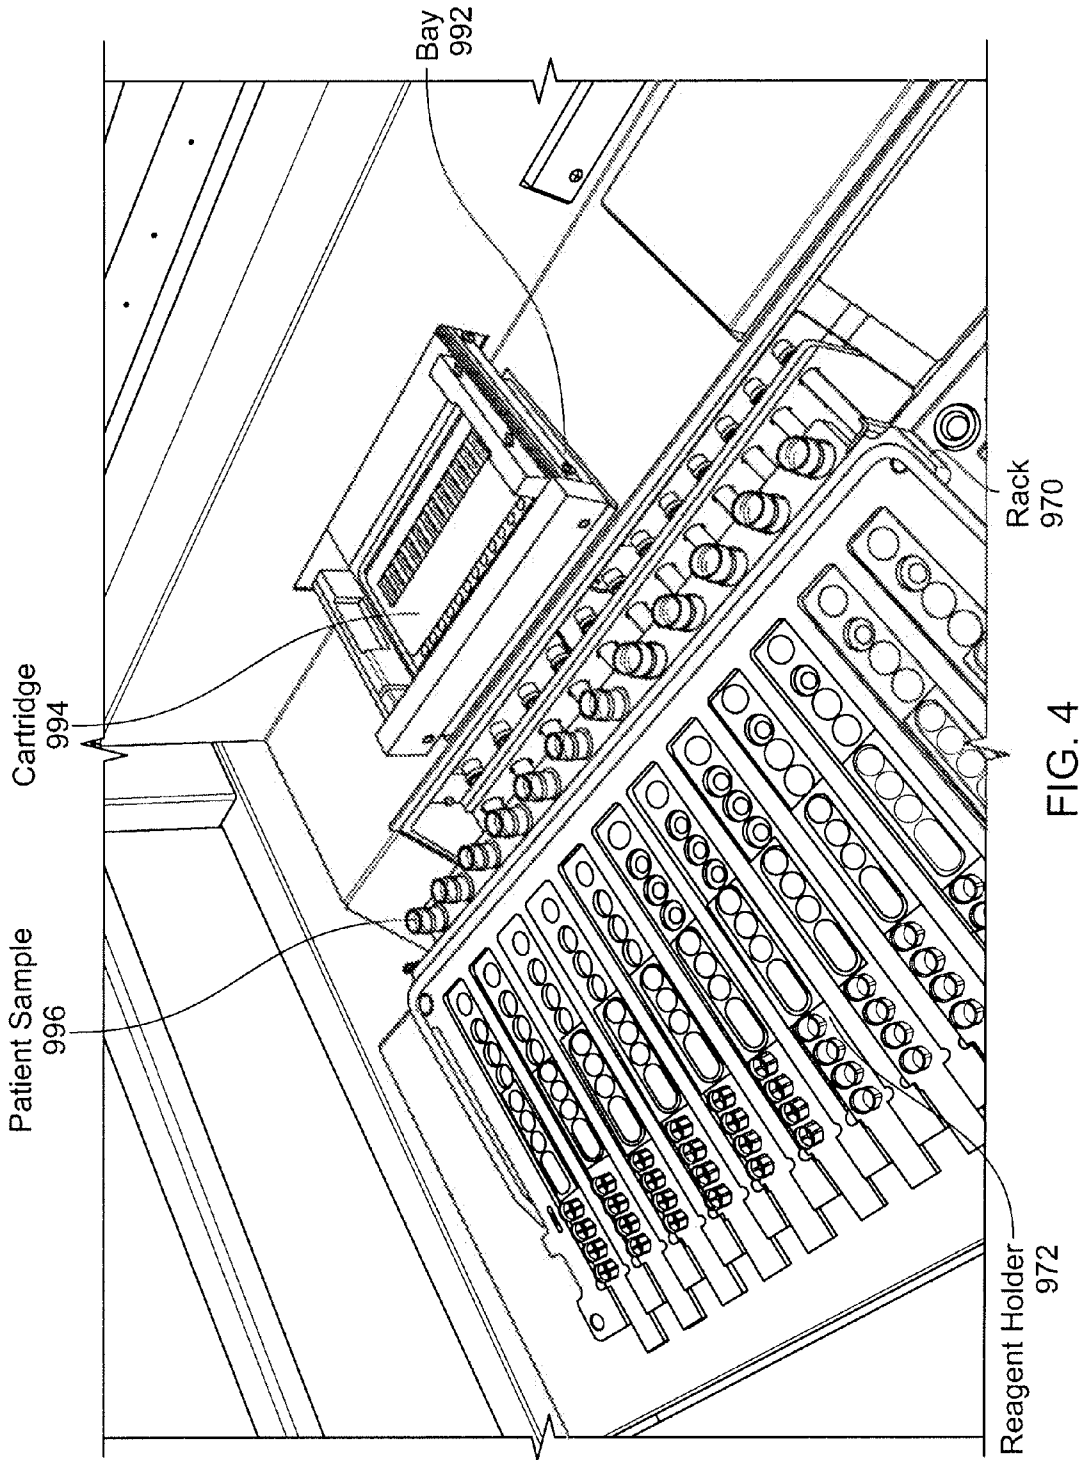 Patient Sample
996
Cartridge
994
Bay
992
Reagent Holder
972
Rack
970
FIG. 4